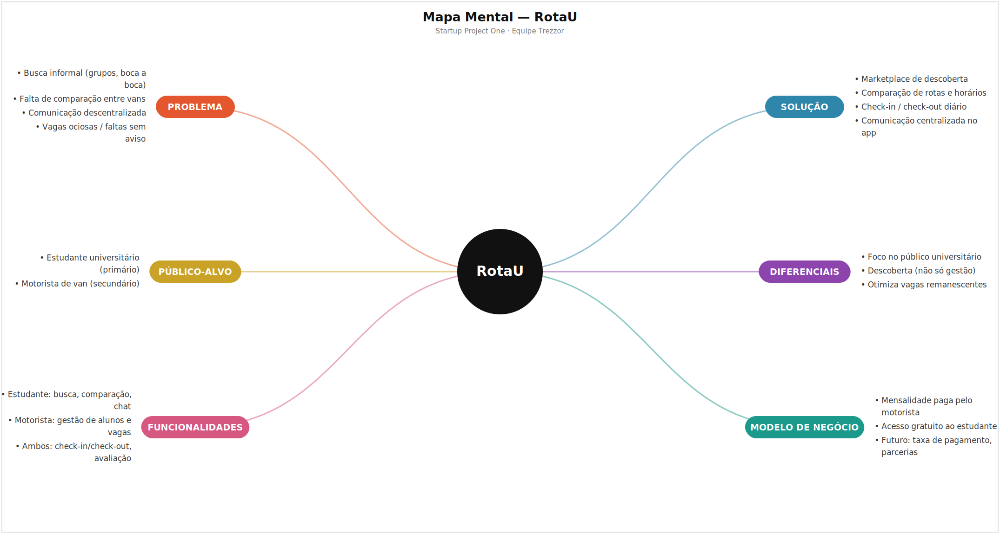 Mapa Mental — RotaU
Startup Project One · Equipe Trezzor
• Busca informal (grupos, boca a
boca)
• Falta de comparação entre vans
• Comunicação descentralizada
• Vagas ociosas / faltas sem
aviso
PROBLEMA
SOLUÇÃO
• Marketplace de descoberta
• Comparação de rotas e horários
• Check-in / check-out diário
• Comunicação centralizada no
app
• Estudante universitário
(primário)
• Motorista de van (secundário)
PÚBLICO-ALVO
RotaU
DIFERENCIAIS
• Foco no público universitário
• Descoberta (não só gestão)
• Otimiza vagas remanescentes
• Estudante: busca, comparação,
chat
• Motorista: gestão de alunos e
vagas
• Ambos: check-in/check-out,
avaliação
FUNCIONALIDADES
MODELO DE NEGÓCIO
• Mensalidade paga pelo
motorista
• Acesso gratuito ao estudante
• Futuro: taxa de pagamento,
parcerias